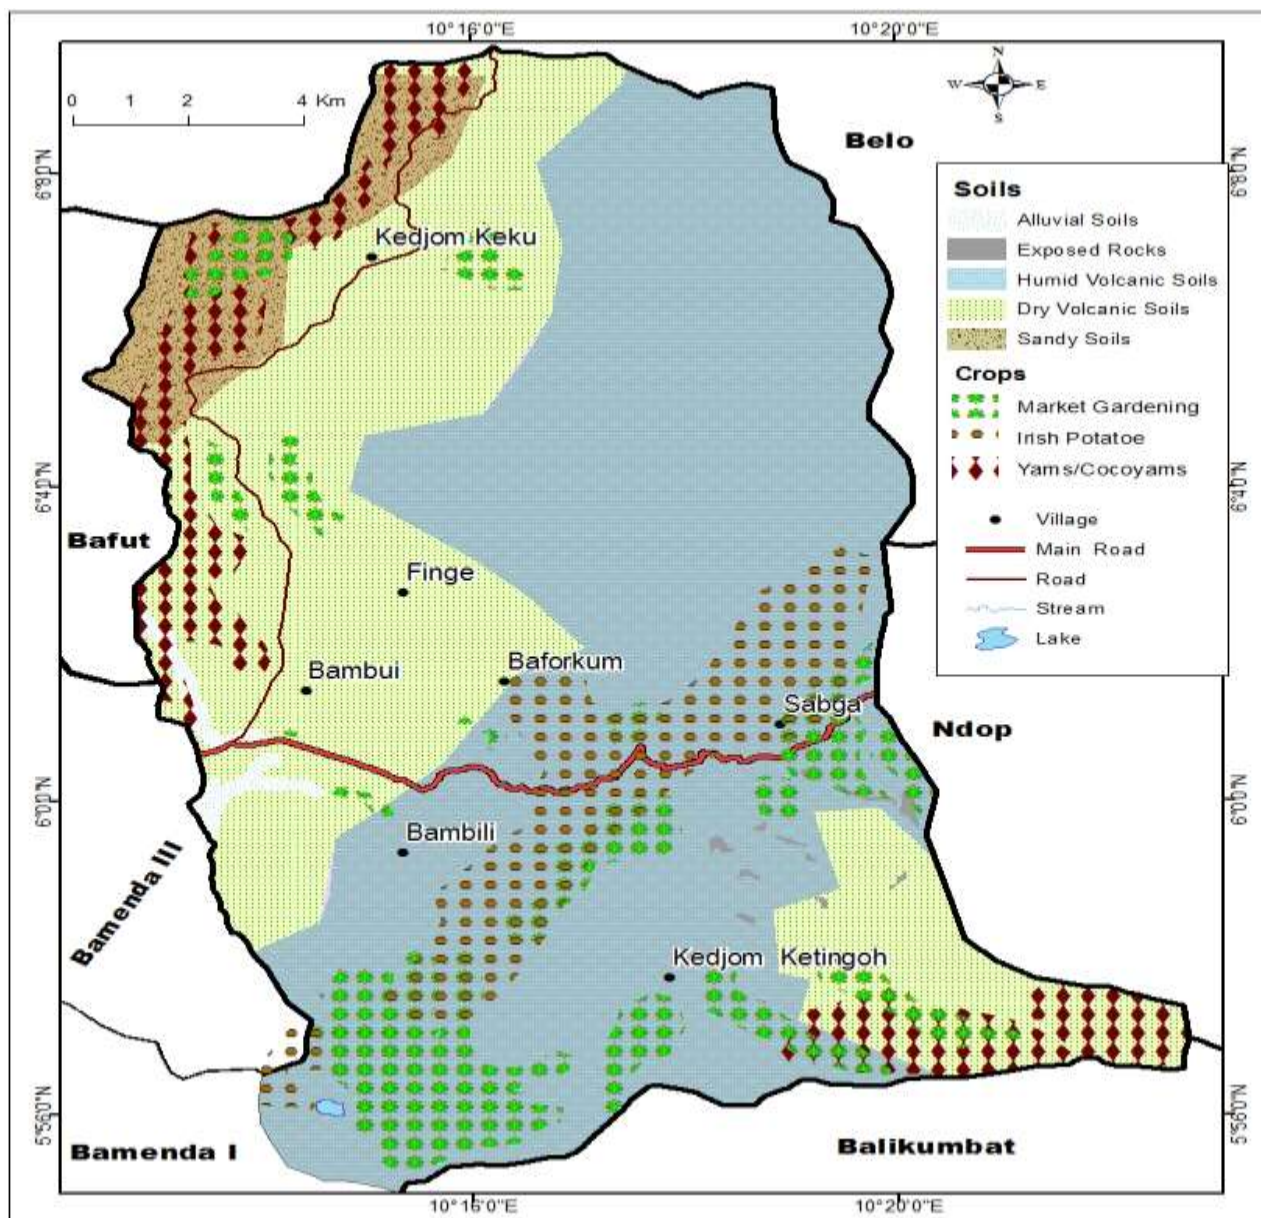 10°16'0"E
10°20'0"E
N
W
E
S
0
1
2
4 Km
Belo
6°8'0"N
6°8'0"N
Soils
Alluvial Soils
Exposed Rocks
Humid Volcanic Soils
Dry Volcanic Soils
Sandy Soils
Crops
Market Gardening
Irish Potatoe
Yams/Cocoyams
Village
Main Road
Road
Stream
Lake
Kedjom Keku
6°4'0"N
6°4'0"N
Bafut
Finge
Bambui
Baforkum
Sabga
Ndop
6°0'0"N
6°0'0"N
Bambili
Bamenda III
Kedjom Ketingoh
5°56'0"N
5°56'0"N
Bamenda I
Balikumbat
10°16'0"E
10°20'0"E